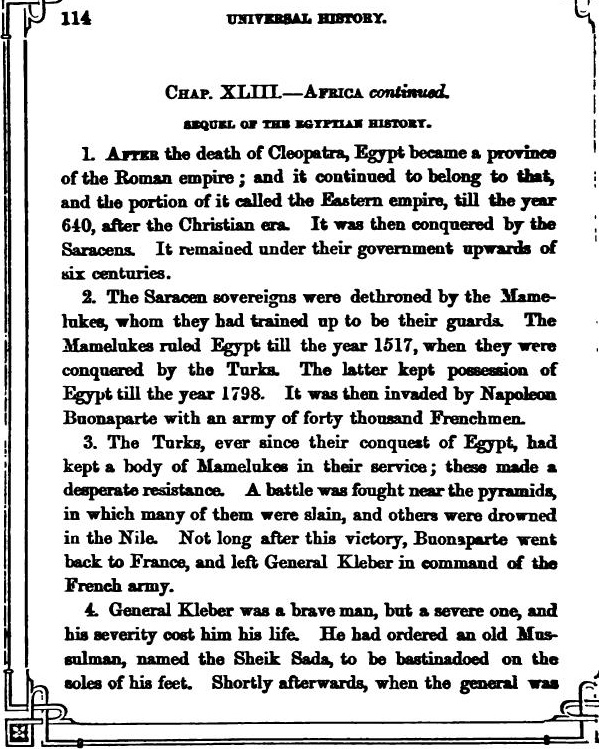 114
UNIVERSAL HISTORY.
CHAP. XLIII.—AFRICA continued.
SEQUEL OF THE EGYPTIAN HISTORY.
1. AFTER the death of Cleopatra, Egypt became a province
of the Roman empire; and it continued to belong to that,
and the portion of it called the Eastern empire, till the year
640, after the Christian era. It was then conquered by the
Saracens. It remained under their government upwards of
six centuries.
2. The Saracen sovereigns were dethroned by the Mame-
lukes, whom they had trained up to be their guards. The
Mamelukes ruled Egypt till the year 1517, when they were
conquered by the Turks. The latter kept possession of
Egypt till the year 1798. It was then invaded by Napoleon
Buonaparte with an army of forty thousand Frenchmen.
3. The Turks, ever since their conquest of Egypt, had
kept a body of Mamelukes in their service; these made a
desperate resistance. A battle was fought near the pyramids,
in which many of them were slain, and others were drowned
in the Nile. Not long after this victory, Buonaparte went
back to France, and left General Kleber in command of the
French army.
4. General Kleber was a brave man, but a severe one, and
his severity cost him his life. He had ordered an old Mus-
sulman, named the Sheik Sada, to be bastinadoed on the
soles of his feet. Shortly afterwards, when the general was